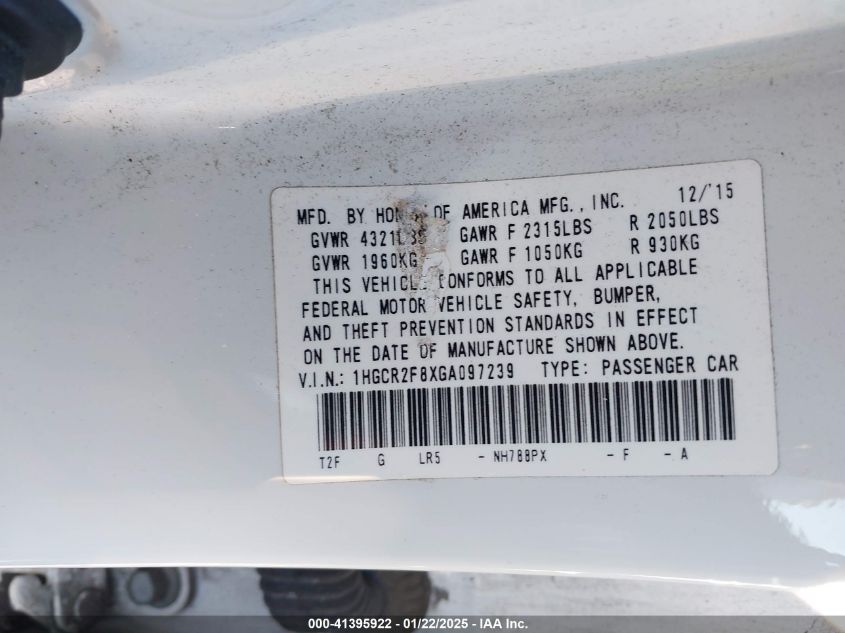 MFD. BY OF AMERICA MFG., INC. 12/'15
GVWR GAWR F 2315LBS R 2050LBS
GVWR 1960KG GAWR F 1050KG R 930KG
THIS CONFORMS TO ALL APPLICABLE
FEDERAL MOTOR VEHICLE SAFETY, BUMPER,
AND THEFT PREVENTION STANDARDS IN EFFECT
ON THE DATE OF MANUFACTURE SHOWN ABOVE.
V.I.N.: 1HGCR2F8XGA097239 TYPE: PASSENGER CAR
T2F G LR5 - NH788PX - F - A
000-41395922 - 01/22/2025 - IAA Inc.